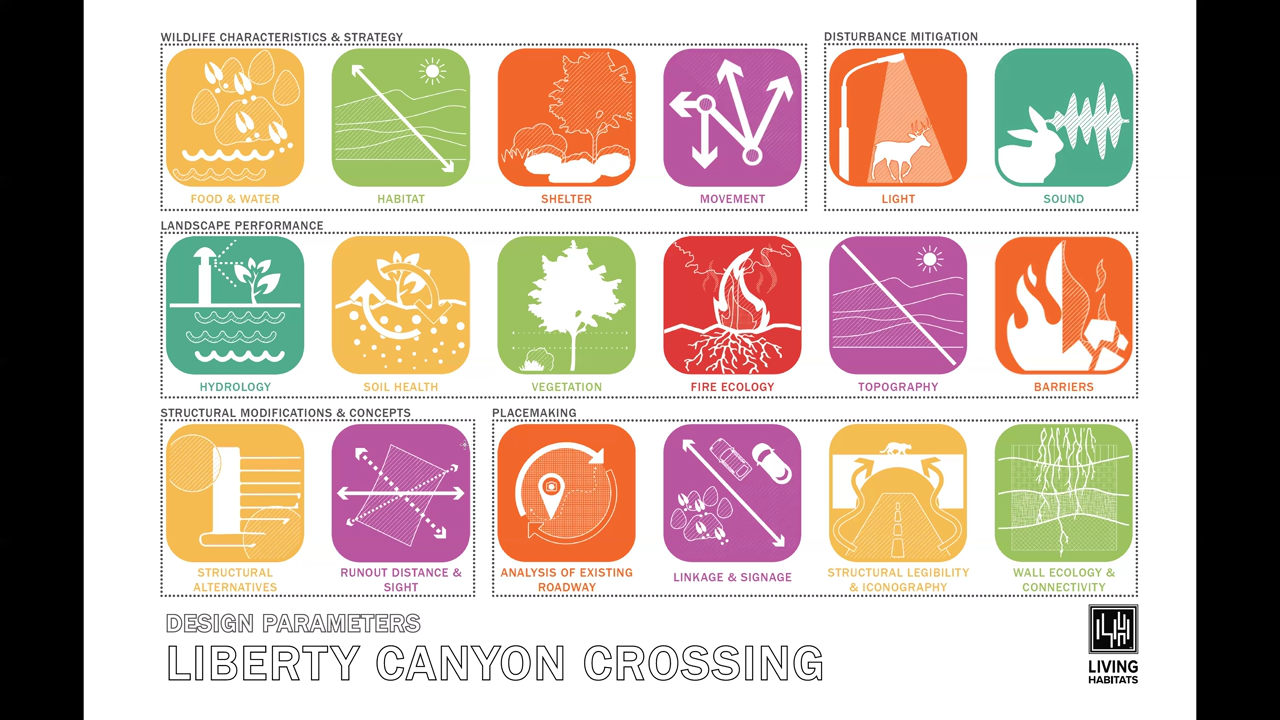 WILDLIFE CHARACTERISTICS & STRATEGY
DISTURBANCE MITIGATION
FOOD & WATER
HABITAT
SHELTER
MOVEMENT
LIGHT
SOUND
LANDSCAPE PERFORMANCE
HYDROLOGY
SOIL HEALTH
VEGETATION
FIRE ECOLOGY
TOPOGRAPHY
BARRIERS
STRUCTURAL MODIFICATIONS & CONCEPTS
PLACEMAKING
STRUCTURAL
ALTERNATIVES
RUNOUT DISTANCE &
SIGHT
ANALYSIS OF EXISTING
ROADWAY
LINKAGE & SIGNAGE
STRUCTURAL LEGIBILITY
& ICONOGRAPHY
WALL ECOLOGY &
CONNECTIVITY
DESIGN PARAMETERS
LIBERTY CANYON CROSSING
LIVING
HABITATS